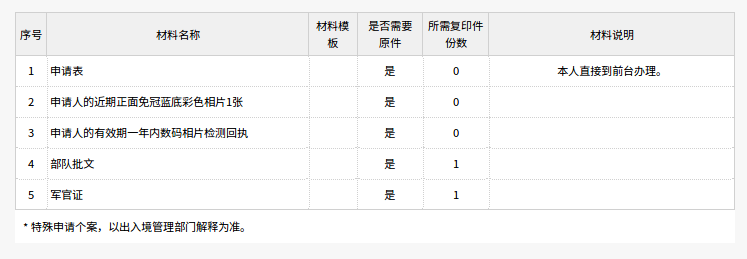 序号 材料名称 材料模板 是否需要原件 所需复印件份数 材料说明
1 申请表 是 0 本人直接到前台办理。
2 申请人的近期正面免冠蓝底彩色相片1张 是 0
3 申请人的有效期一年内数码相片检测回执 是 0
4 部队批文 是 1
5 军官证 是 1
* 特殊申请个案，以出入境管理部门解释为准。